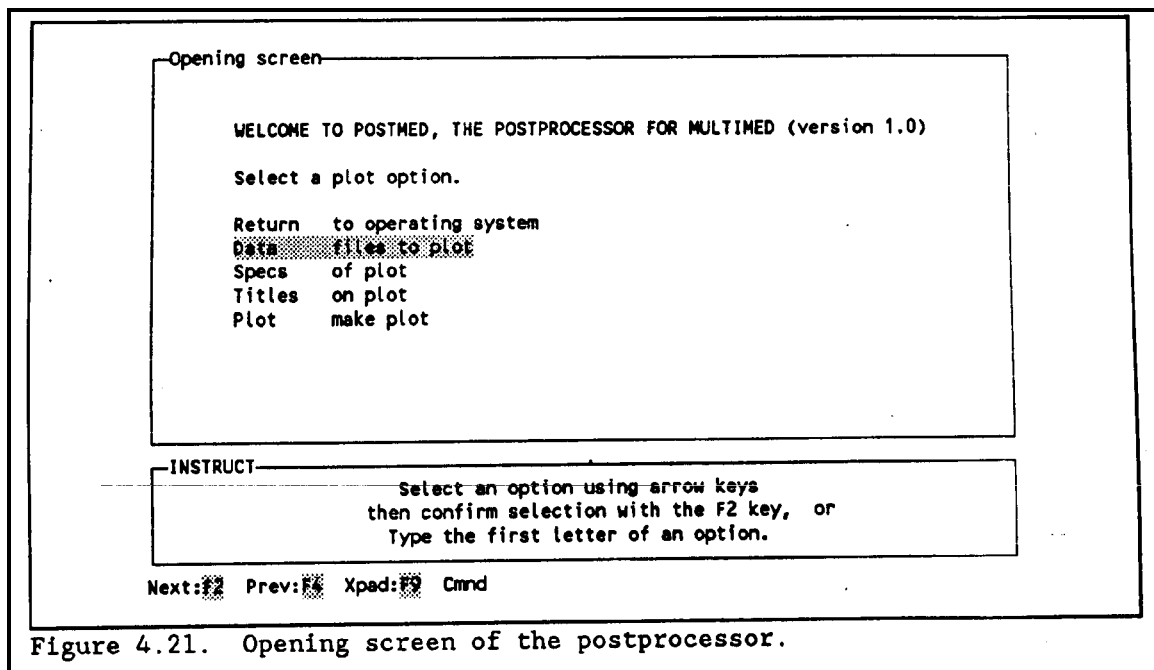 Opening screen
WELCOME TO POSTMED, THE POSTPROCESSOR FOR MULTIMED (version 1.0)
Select a plot option.
Return to operating system
Data files to plot
Specs of plot
Titles on plot
Plot make plot
INSTRUCT
Select an option using arrow keys
then confirm selection with the F2 key, or
Type the first letter of an option.
Next:F2 Prev:F4 Xpad:F9 Cmnd
Figure 4.21. Opening screen of the postprocessor.